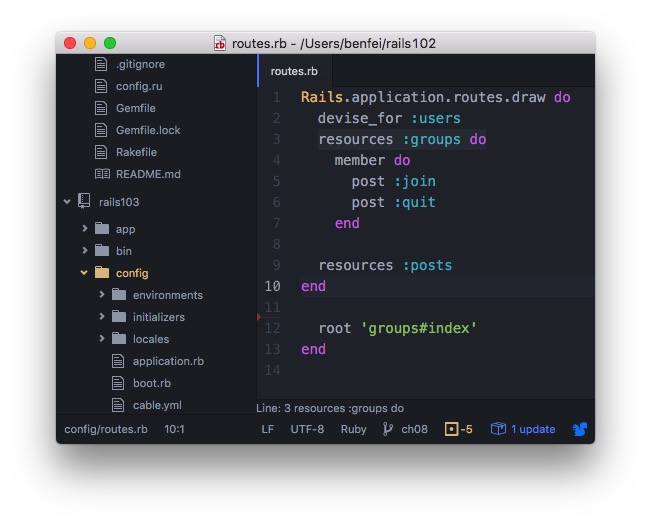 routes.rb - /Users/benfei/rails102
.gitignore
config.ru
Gemfile
Gemfile.lock
Rakefile
README.md
rails103
app
bin
config
environments
initializers
locales
application.rb
boot.rb
cable.yml
routes.rb
1 Rails.application.routes.draw do
2   devise_for :users
3   resources :groups do
4     member do
5       post :join
6       post :quit
7     end
8
9   resources :posts
10 end
11
12   root 'groups#index'
13 end
14
Line: 3 resources :groups do
config/routes.rb 10:1 LF UTF-8 Ruby ch08 -5 1 update